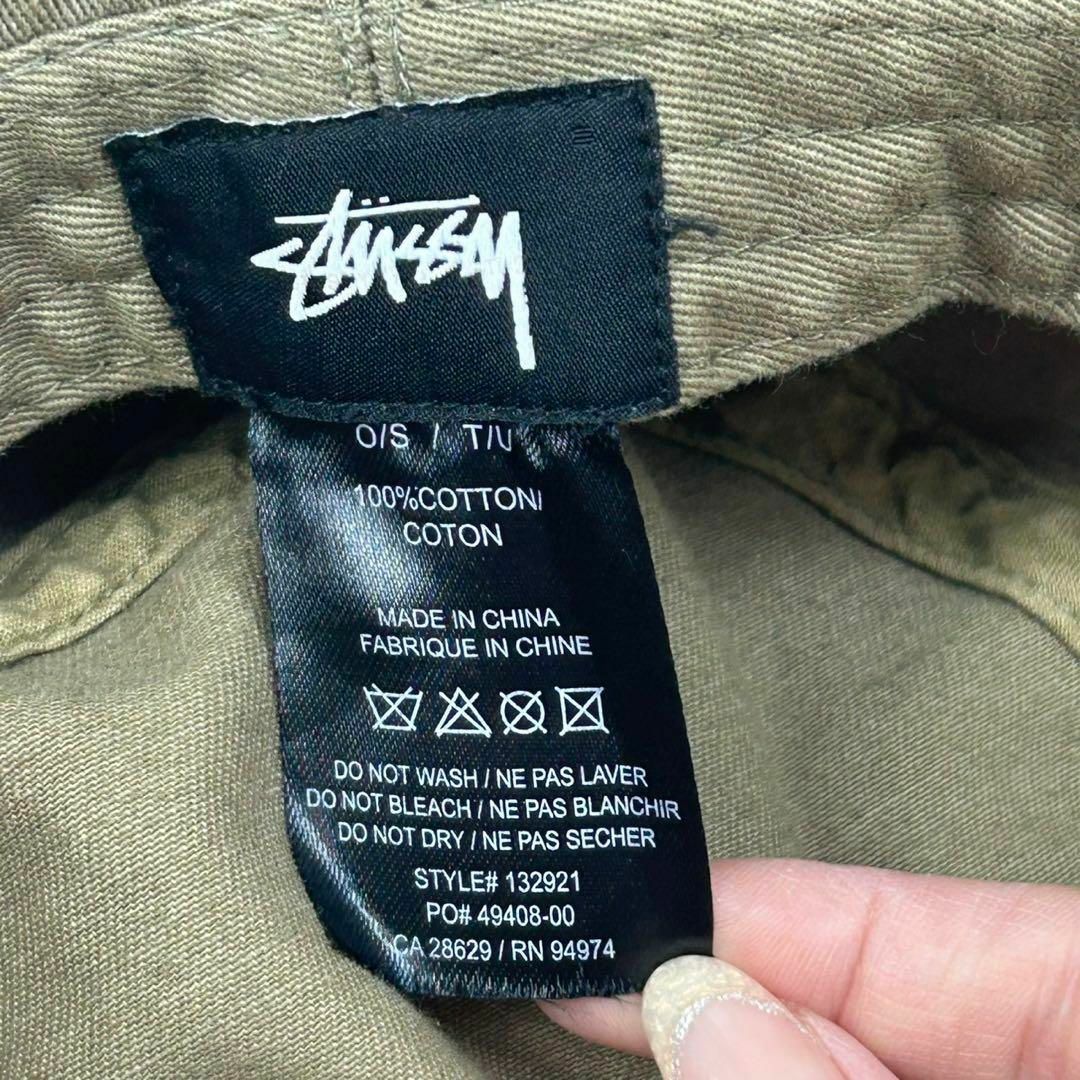 Stüssy
O/S / T/U
100%COTTON/
COTON
MADE IN CHINA
FABRIQUE IN CHINE
DO NOT WASH / NE PAS LAVER
DO NOT BLEACH / NE PAS BLANCHIR
DO NOT DRY / NE PAS SECHER
STYLE# 132921
PO# 49408-00
CA 28629 / RN 94974